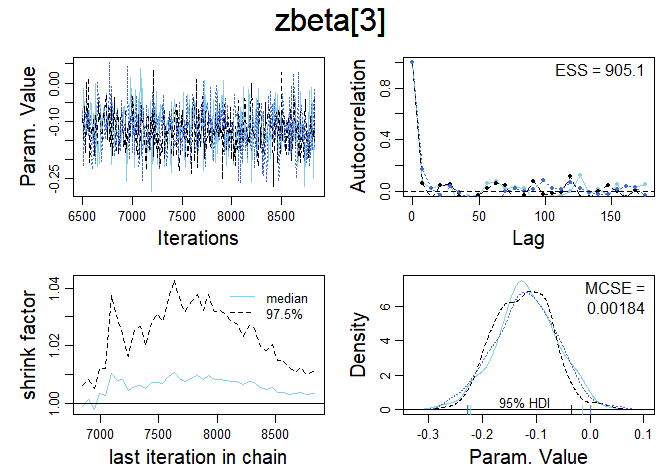 zbeta[3]
Param. Value
0.00
-0.10
-0.25
6500 7000 7500 8000 8500
Iterations
Autocorrelation
0.8
0.4
0.0
ESS = 905.1
0 50 100 150
Lag
shrink factor
1.04
1.02
1.00
median
97.5%
7000 7500 8000 8500
last iteration in chain
Density
6
4
2
0
MCSE =
0.00184
95% HDI
-0.3 -0.2 -0.1 0.0 0.1
Param. Value